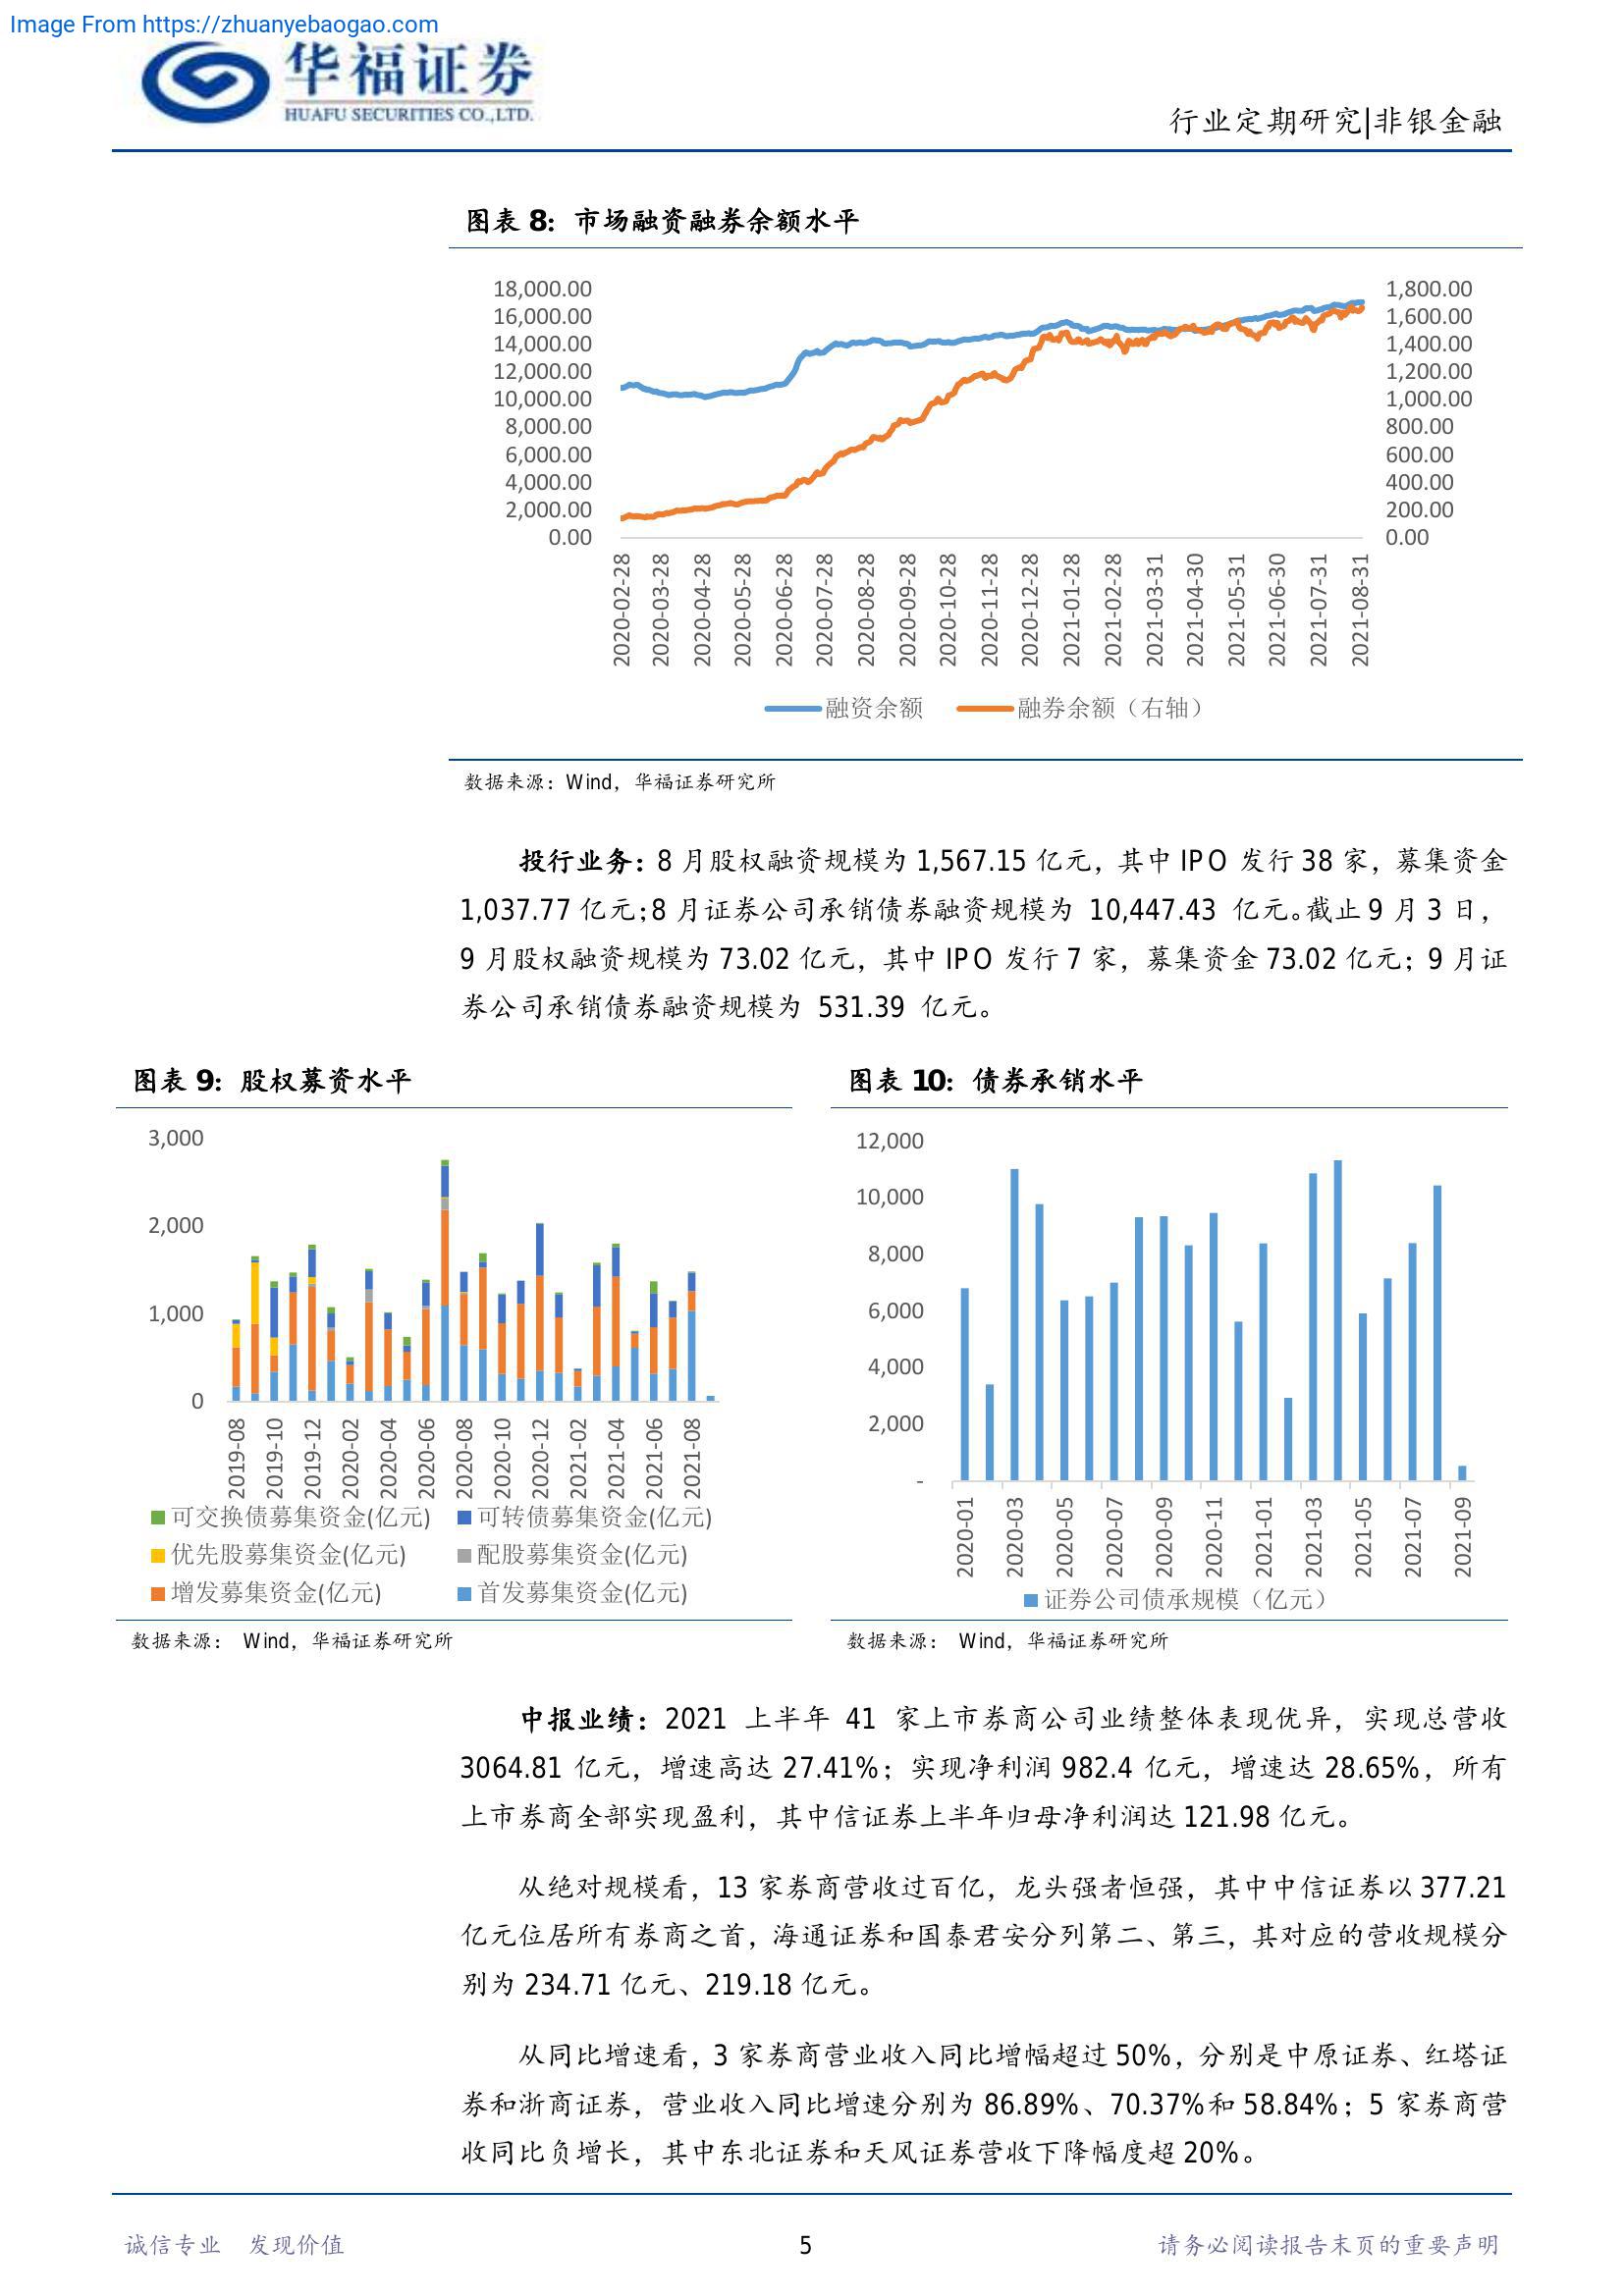 Image From https://zhuanyebaogao.com
华福证券
HUAFU SECURITIES CO.,LTD.
行业定期研究|非银金融
图表 8：市场融资融券余额水平
18,000.00
16,000.00
14,000.00
12,000.00
10,000.00
8,000.00
6,000.00
4,000.00
2,000.00
0.00
1,800.00
1,600.00
1,400.00
1,200.00
1,000.00
800.00
600.00
400.00
200.00
0.00
2020-02-28
2020-03-28
2020-04-28
2020-05-28
2020-06-28
2020-07-28
2020-08-28
2020-09-28
2020-10-28
2020-11-28
2020-12-28
2021-01-28
2021-02-28
2021-03-31
2021-04-30
2021-05-31
2021-06-30
2021-07-31
2021-08-31
融资余额 融券余额（右轴）
数据来源：Wind，华福证券研究所
投行业务：8 月股权融资规模为 1,567.15 亿元，其中 IPO 发行 38 家，募集资金
1,037.77 亿元；8 月证券公司承销债券融资规模为 10,447.43 亿元。截止 9 月 3 日，
9 月股权融资规模为 73.02 亿元，其中 IPO 发行 7 家，募集资金 73.02 亿元；9 月证
券公司承销债券融资规模为 531.39 亿元。
图表 9：股权募资水平
3,000
2,000
1,000
0
2019-08
2019-10
2019-12
2020-02
2020-04
2020-06
2020-08
2020-10
2020-12
2021-02
2021-04
2021-06
2021-08
可交换债募集资金(亿元) 可转债募集资金(亿元)
优先股募集资金(亿元) 配股募集资金(亿元)
增发募集资金(亿元) 首发募集资金(亿元)
数据来源： Wind，华福证券研究所
图表 10：债券承销水平
12,000
10,000
8,000
6,000
4,000
2,000
-
2020-01
2020-03
2020-05
2020-07
2020-09
2020-11
2021-01
2021-03
2021-05
2021-07
2021-09
证券公司债承规模（亿元）
数据来源： Wind，华福证券研究所
中报业绩：2021 上半年 41 家上市券商公司业绩整体表现优异，实现总营收
3064.81 亿元，增速高达 27.41%；实现净利润 982.4 亿元，增速达 28.65%，所有
上市券商全部实现盈利，其中信证券上半年归母净利润达 121.98 亿元。
从绝对规模看，13 家券商营收过百亿，龙头强者恒强，其中中信证券以 377.21
亿元位居所有券商之首，海通证券和国泰君安分列第二、第三，其对应的营收规模分
别为 234.71 亿元、219.18 亿元。
从同比增速看，3 家券商营业收入同比增幅超过 50%，分别是中原证券、红塔证
券和浙商证券，营业收入同比增速分别为 86.89%、70.37%和 58.84%；5 家券商营
收同比负增长，其中东北证券和天风证券营收下降幅度超 20%。
诚信专业 发现价值
5
请务必阅读报告末页的重要声明